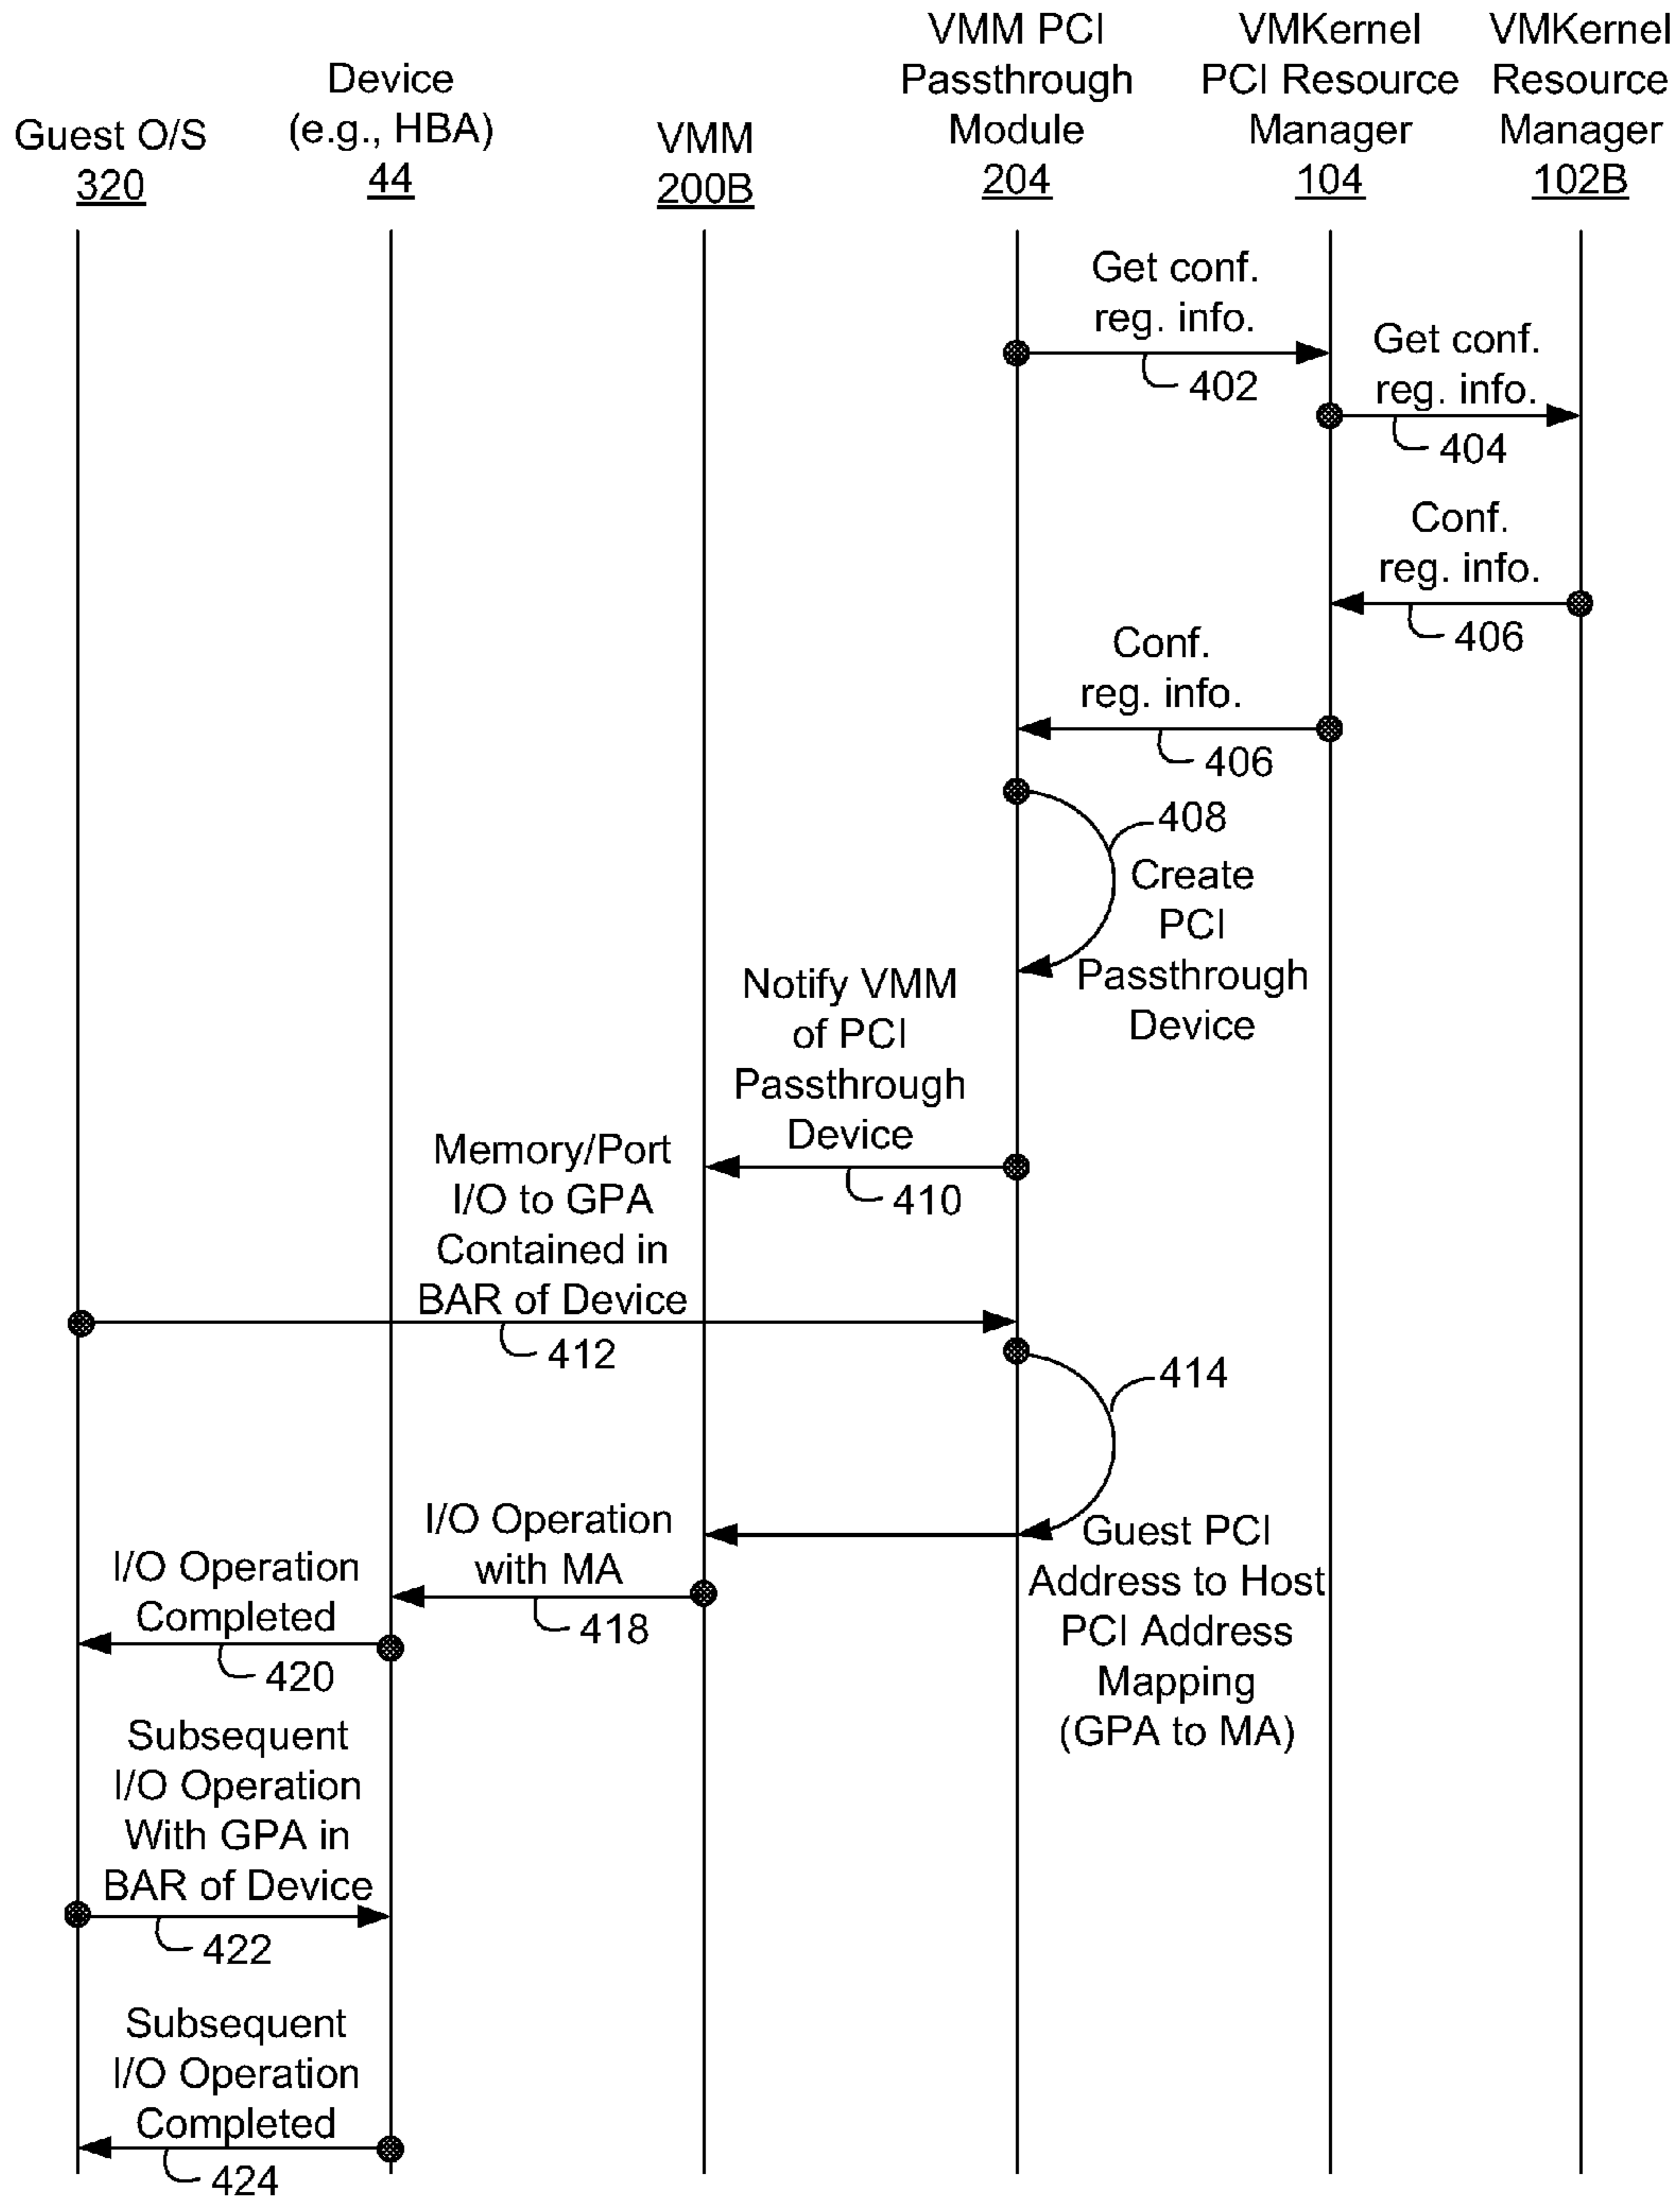 Guest O/S
320
Device
(e.g., HBA)
44
VMM
200B
VMM PCI
Passthrough
Module
204
VMKernel
PCI Resource
Manager
104
VMKernel
Resource
Manager
102B
Get conf.
reg. info.
402
Get conf.
reg. info.
404
Conf.
reg. info.
406
Conf.
reg. info.
406
408
Create
PCI
Passthrough
Device
Notify VMM
of PCI
Passthrough
Device
410
Memory/Port
I/O to GPA
Contained in
BAR of Device
412
414
Guest PCI
Address to Host
PCI Address
Mapping
(GPA to MA)
I/O Operation
with MA
418
I/O Operation
Completed
420
Subsequent
I/O Operation
With GPA in
BAR of Device
422
Subsequent
I/O Operation
Completed
424